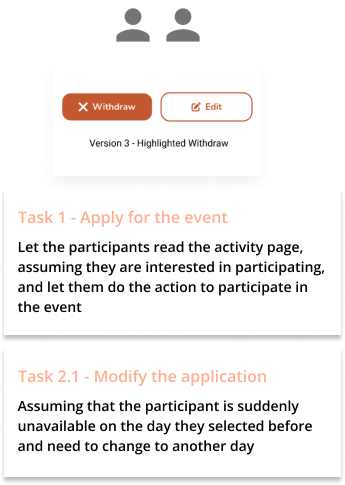 Withdraw
Edit
Version 3 - Highlighted Withdraw
Task 1 - Apply for the event
Let the participants read the activity page,
assuming they are interested in participating,
and let them do the action to participate in
the event
Task 2.1 - Modify the application
Assuming that the participant is suddenly
unavailable on the day they selected before
and need to change to another day